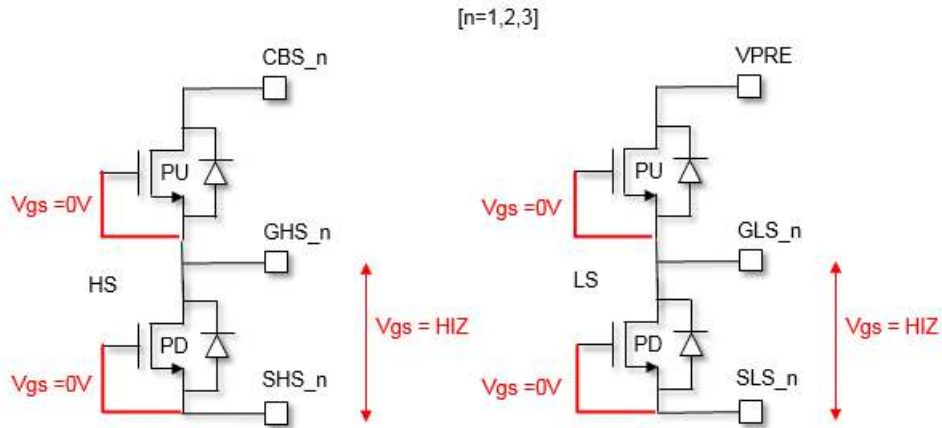 [n=1,2,3]
CBS_n
PU
Vgs =0V
GHS_n
HS
Vgs = HIZ
PD
Vgs =0V
SHS_n
VPRE
PU
Vgs =0V
GLS_n
LS
Vgs = HIZ
PD
Vgs =0V
SLS_n